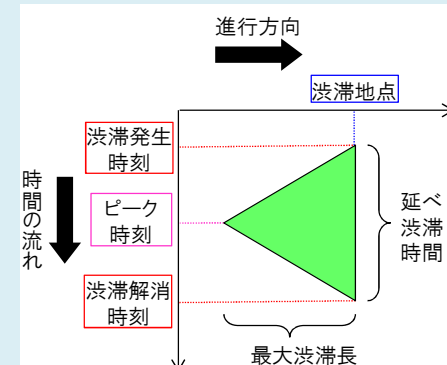 進行方向
渋滞地点
渋滞発生
時刻
時間の流れ
ピーク
時刻
渋滞解消
時刻
延べ
渋滞
時間
最大渋滞長